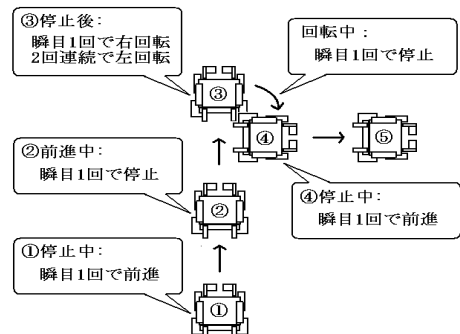 ③停止後：
瞬目1回で右回転
2回連続で左回転
回転中：
瞬目1回で停止
③
④
⑤
②前進中：
瞬目1回で停止
②
④停止中：
瞬目1回で前進
①停止中：
瞬目1回で前進
①